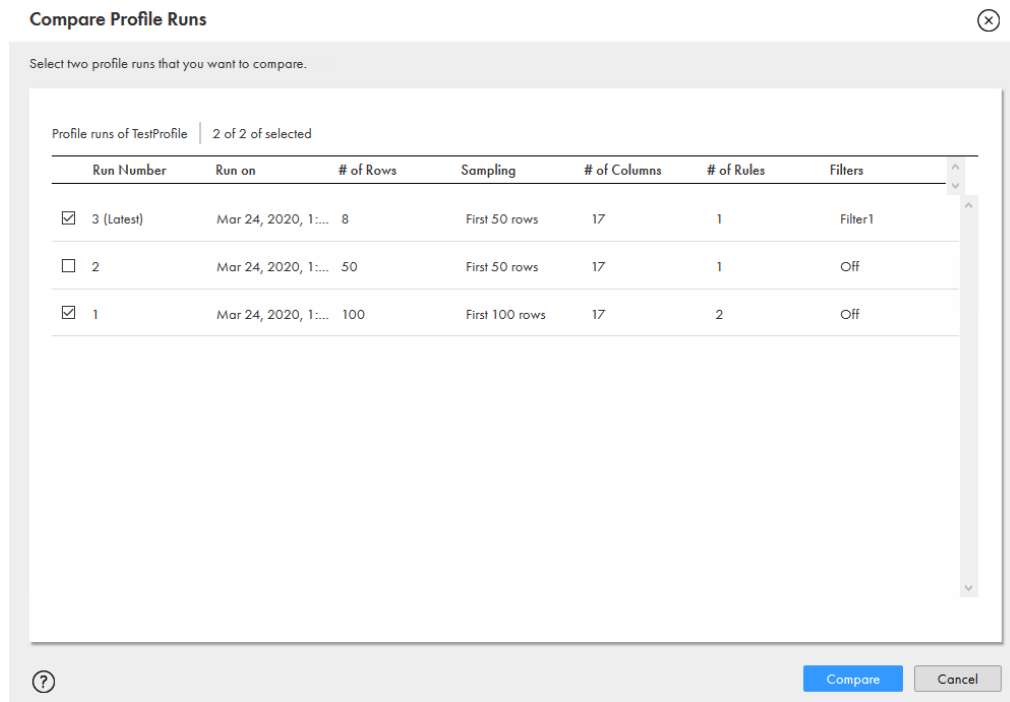 Compare Profile Runs
Select two profile runs that you want to compare.
Profile runs of TestProfile 2 of 2 of selected
Run Number Run on # of Rows Sampling # of Columns # of Rules Filters
3 (Latest) Mar 24, 2020, 1:... 8 First 50 rows 17 1 Filter1
2 Mar 24, 2020, 1:... 50 First 50 rows 17 1 Off
1 Mar 24, 2020, 1:... 100 First 100 rows 17 2 Off
? Compare Cancel